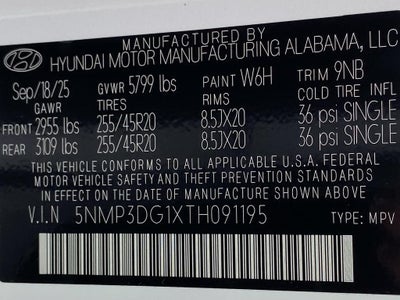 MANUFACTURED BY
HYUNDAI MOTOR MANUFACTURING ALABAMA, LLC
Sep/18/25 GVWR 5799 lbs PAINT W6H TRIM 9NB
GAWR TIRES RIMS COLD TIRE INFL
FRONT 2955 lbs 255/45R20 8.5JX20 36 psi SINGLE
REAR 3109 lbs 255/45R20 8.5JX20 36 psi SINGLE
THIS VEHICLE CONFORMS TO ALL APPLICABLE U.S.A. FEDERAL
MOTOR VEHICLE SAFETY THEFT PREVENTION STANDARDS
IN EFFECT ON THE DATE OF MANUFACTURE SHOWN ABOVE
V.I.N 5NMP3DG1XTH091195 TYPE: MPV